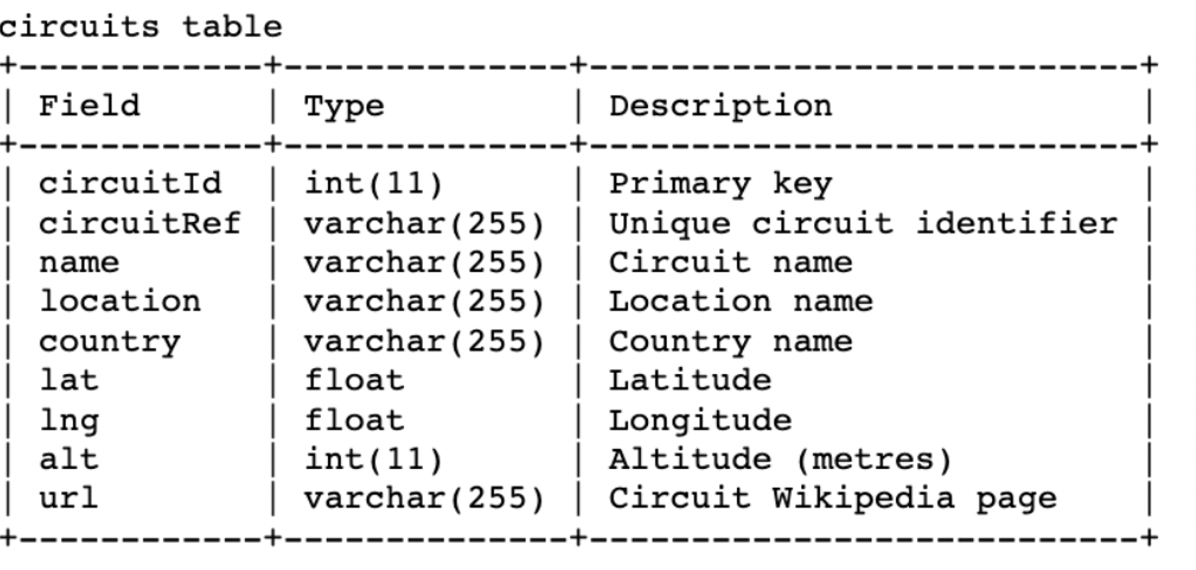 circuits table
+------------+--------------+---------------------------+
| Field | Type | Description |
+------------+--------------+---------------------------+
| circuitId | int(11) | Primary key |
| circuitRef | varchar(255) | Unique circuit identifier |
| name | varchar(255) | Circuit name |
| location | varchar(255) | Location name |
| country | varchar(255) | Country name |
| lat | float | Latitude |
| lng | float | Longitude |
| alt | int(11) | Altitude (metres) |
| url | varchar(255) | Circuit Wikipedia page |
+------------+--------------+---------------------------+